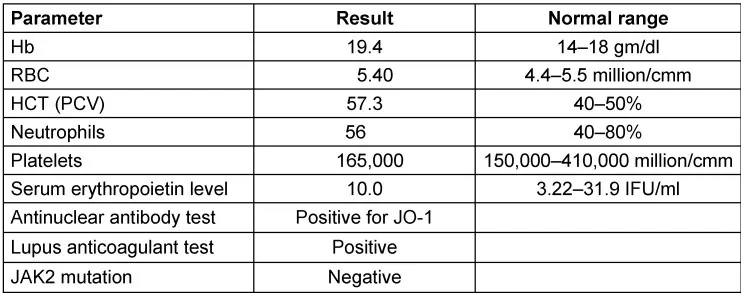 Parameter Result Normal range
Hb 19.4 14–18 gm/dl
RBC 5.40 4.4–5.5 million/cmm
HCT (PCV) 57.3 40–50%
Neutrophils 56 40–80%
Platelets 165,000 150,000–410,000 million/cmm
Serum erythropoietin level 10.0 3.22–31.9 IFU/ml
Antinuclear antibody test Positive for JO-1
Lupus anticoagulant test Positive
JAK2 mutation Negative